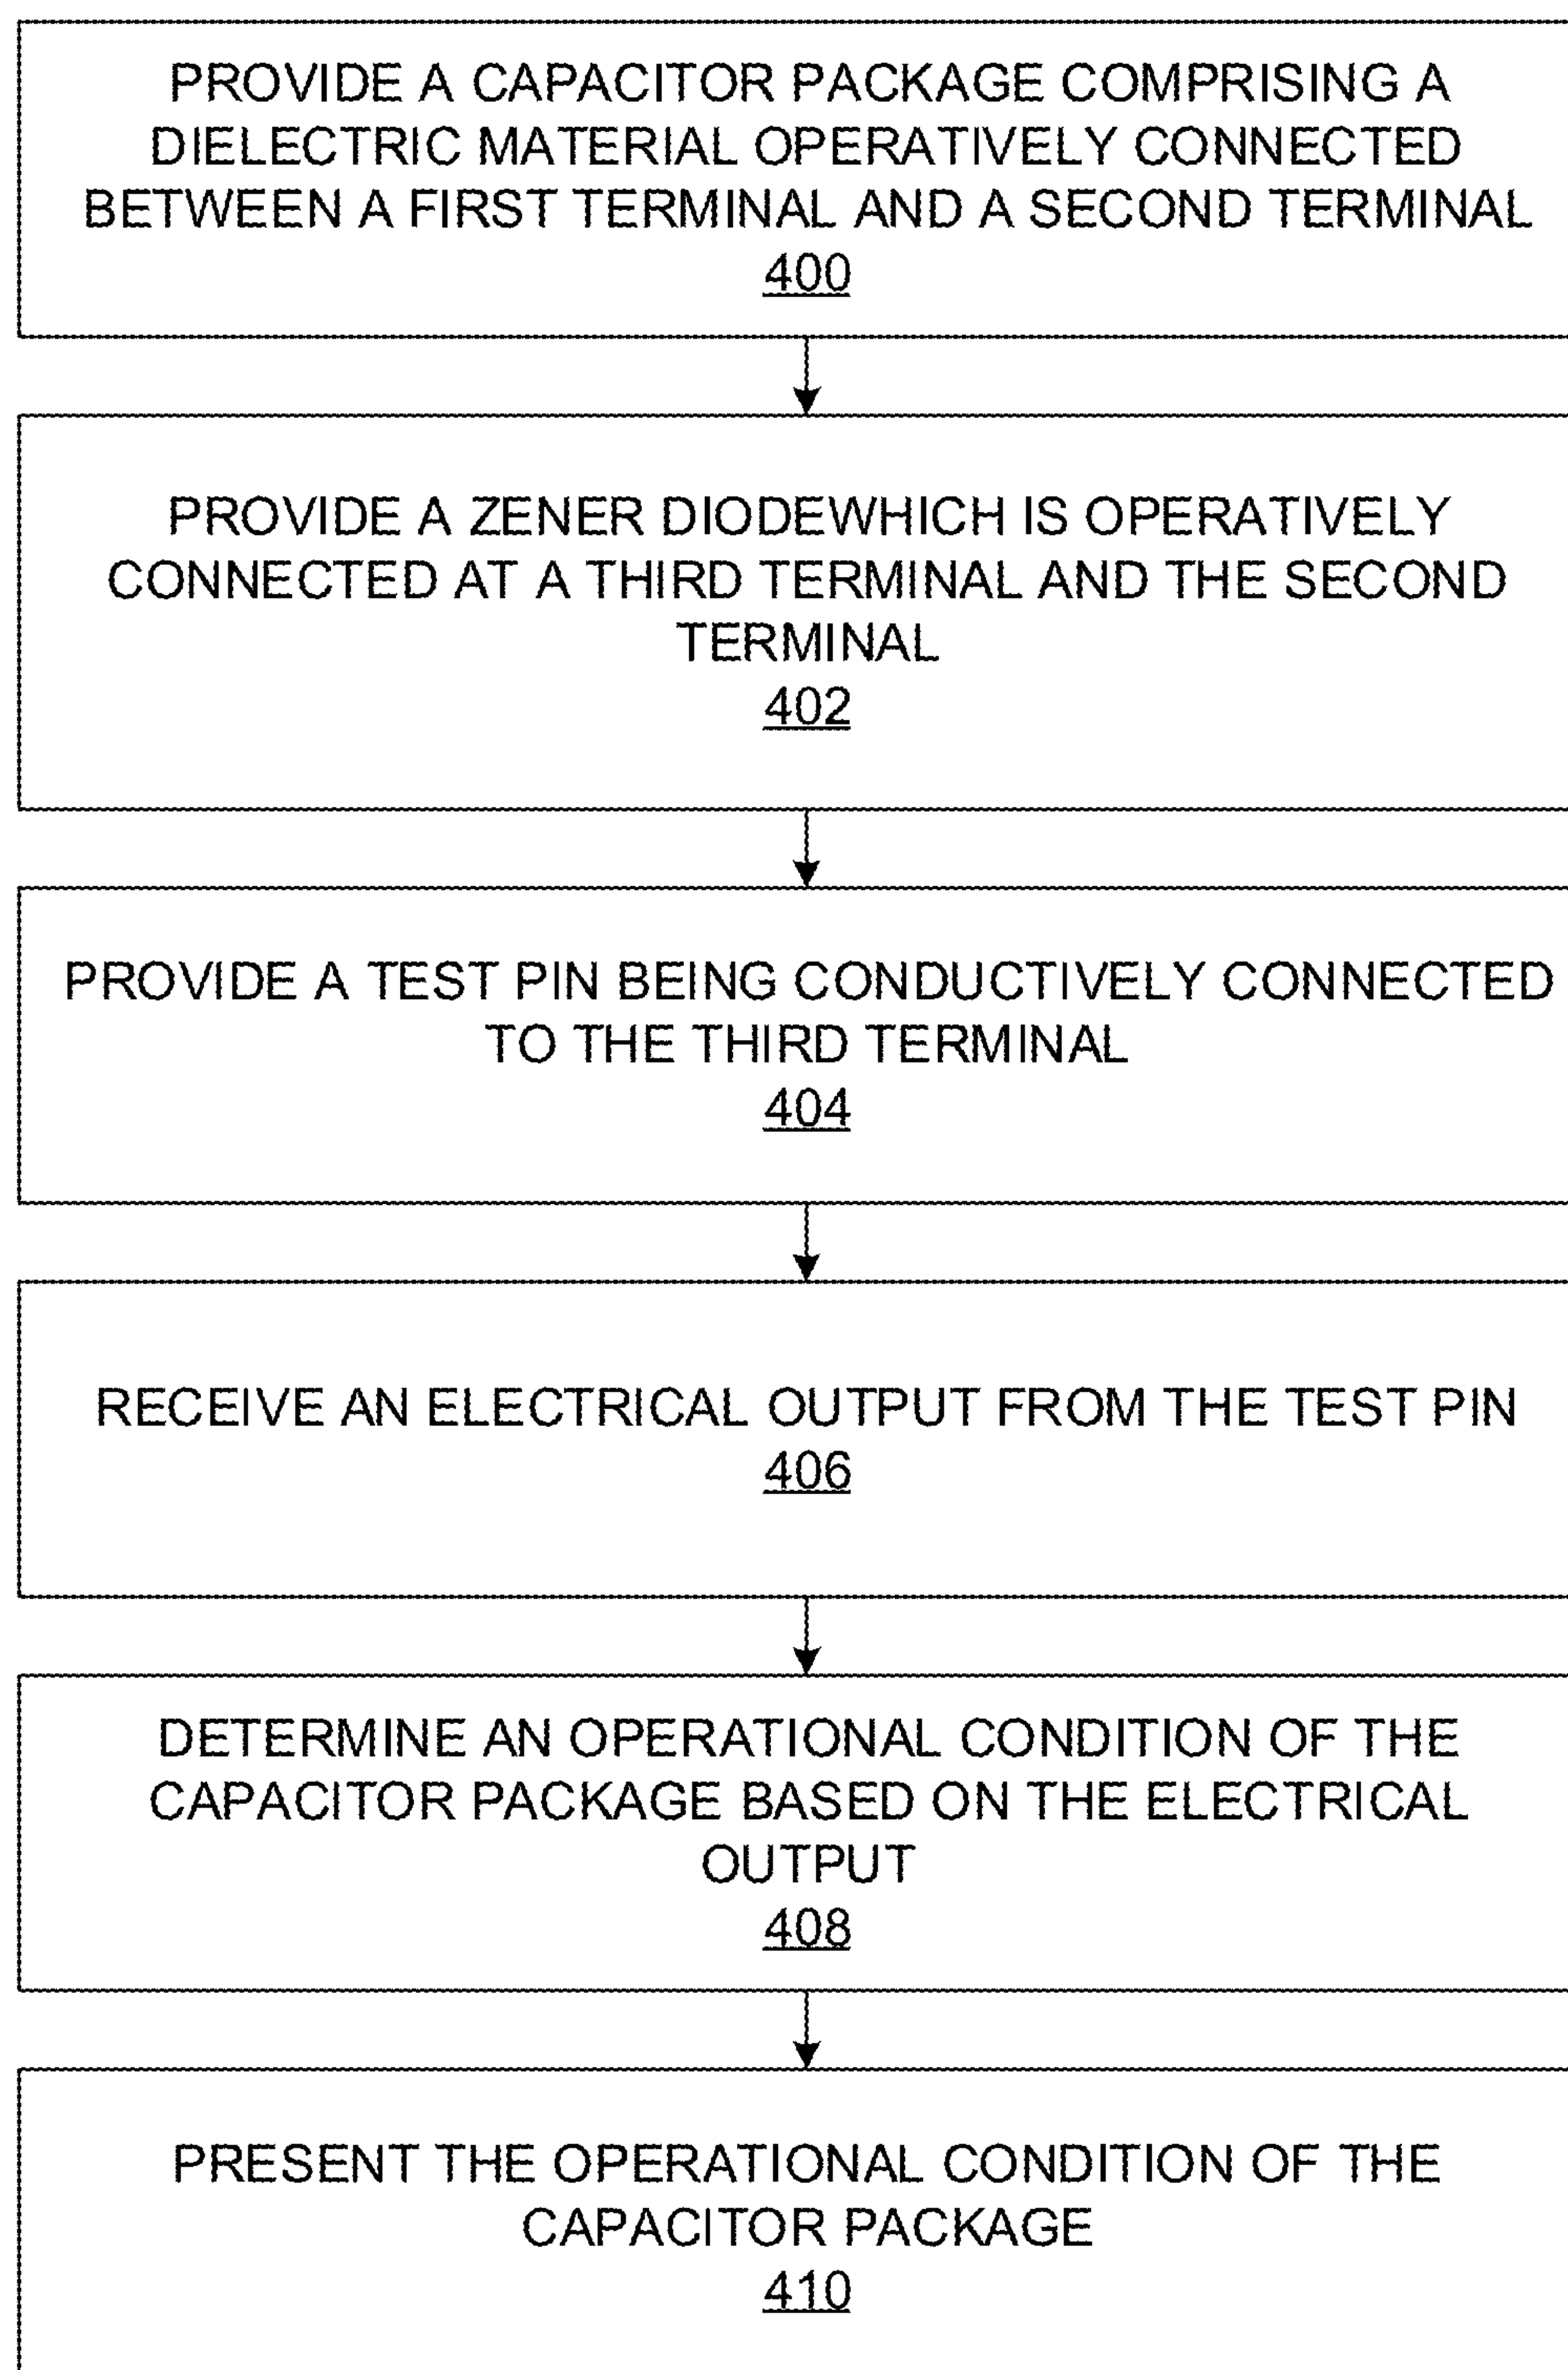 PROVIDE A CAPACITOR PACKAGE COMPRISING A
DIELECTRIC MATERIAL OPERATIVELY CONNECTED
BETWEEN A FIRST TERMINAL AND A SECOND TERMINAL
400
PROVIDE A ZENER DIODEWHICH IS OPERATIVELY
CONNECTED AT A THIRD TERMINAL AND THE SECOND
TERMINAL
402
PROVIDE A TEST PIN BEING CONDUCTIVELY CONNECTED
TO THE THIRD TERMINAL
404
RECEIVE AN ELECTRICAL OUTPUT FROM THE TEST PIN
406
DETERMINE AN OPERATIONAL CONDITION OF THE
CAPACITOR PACKAGE BASED ON THE ELECTRICAL
OUTPUT
408
PRESENT THE OPERATIONAL CONDITION OF THE
CAPACITOR PACKAGE
410